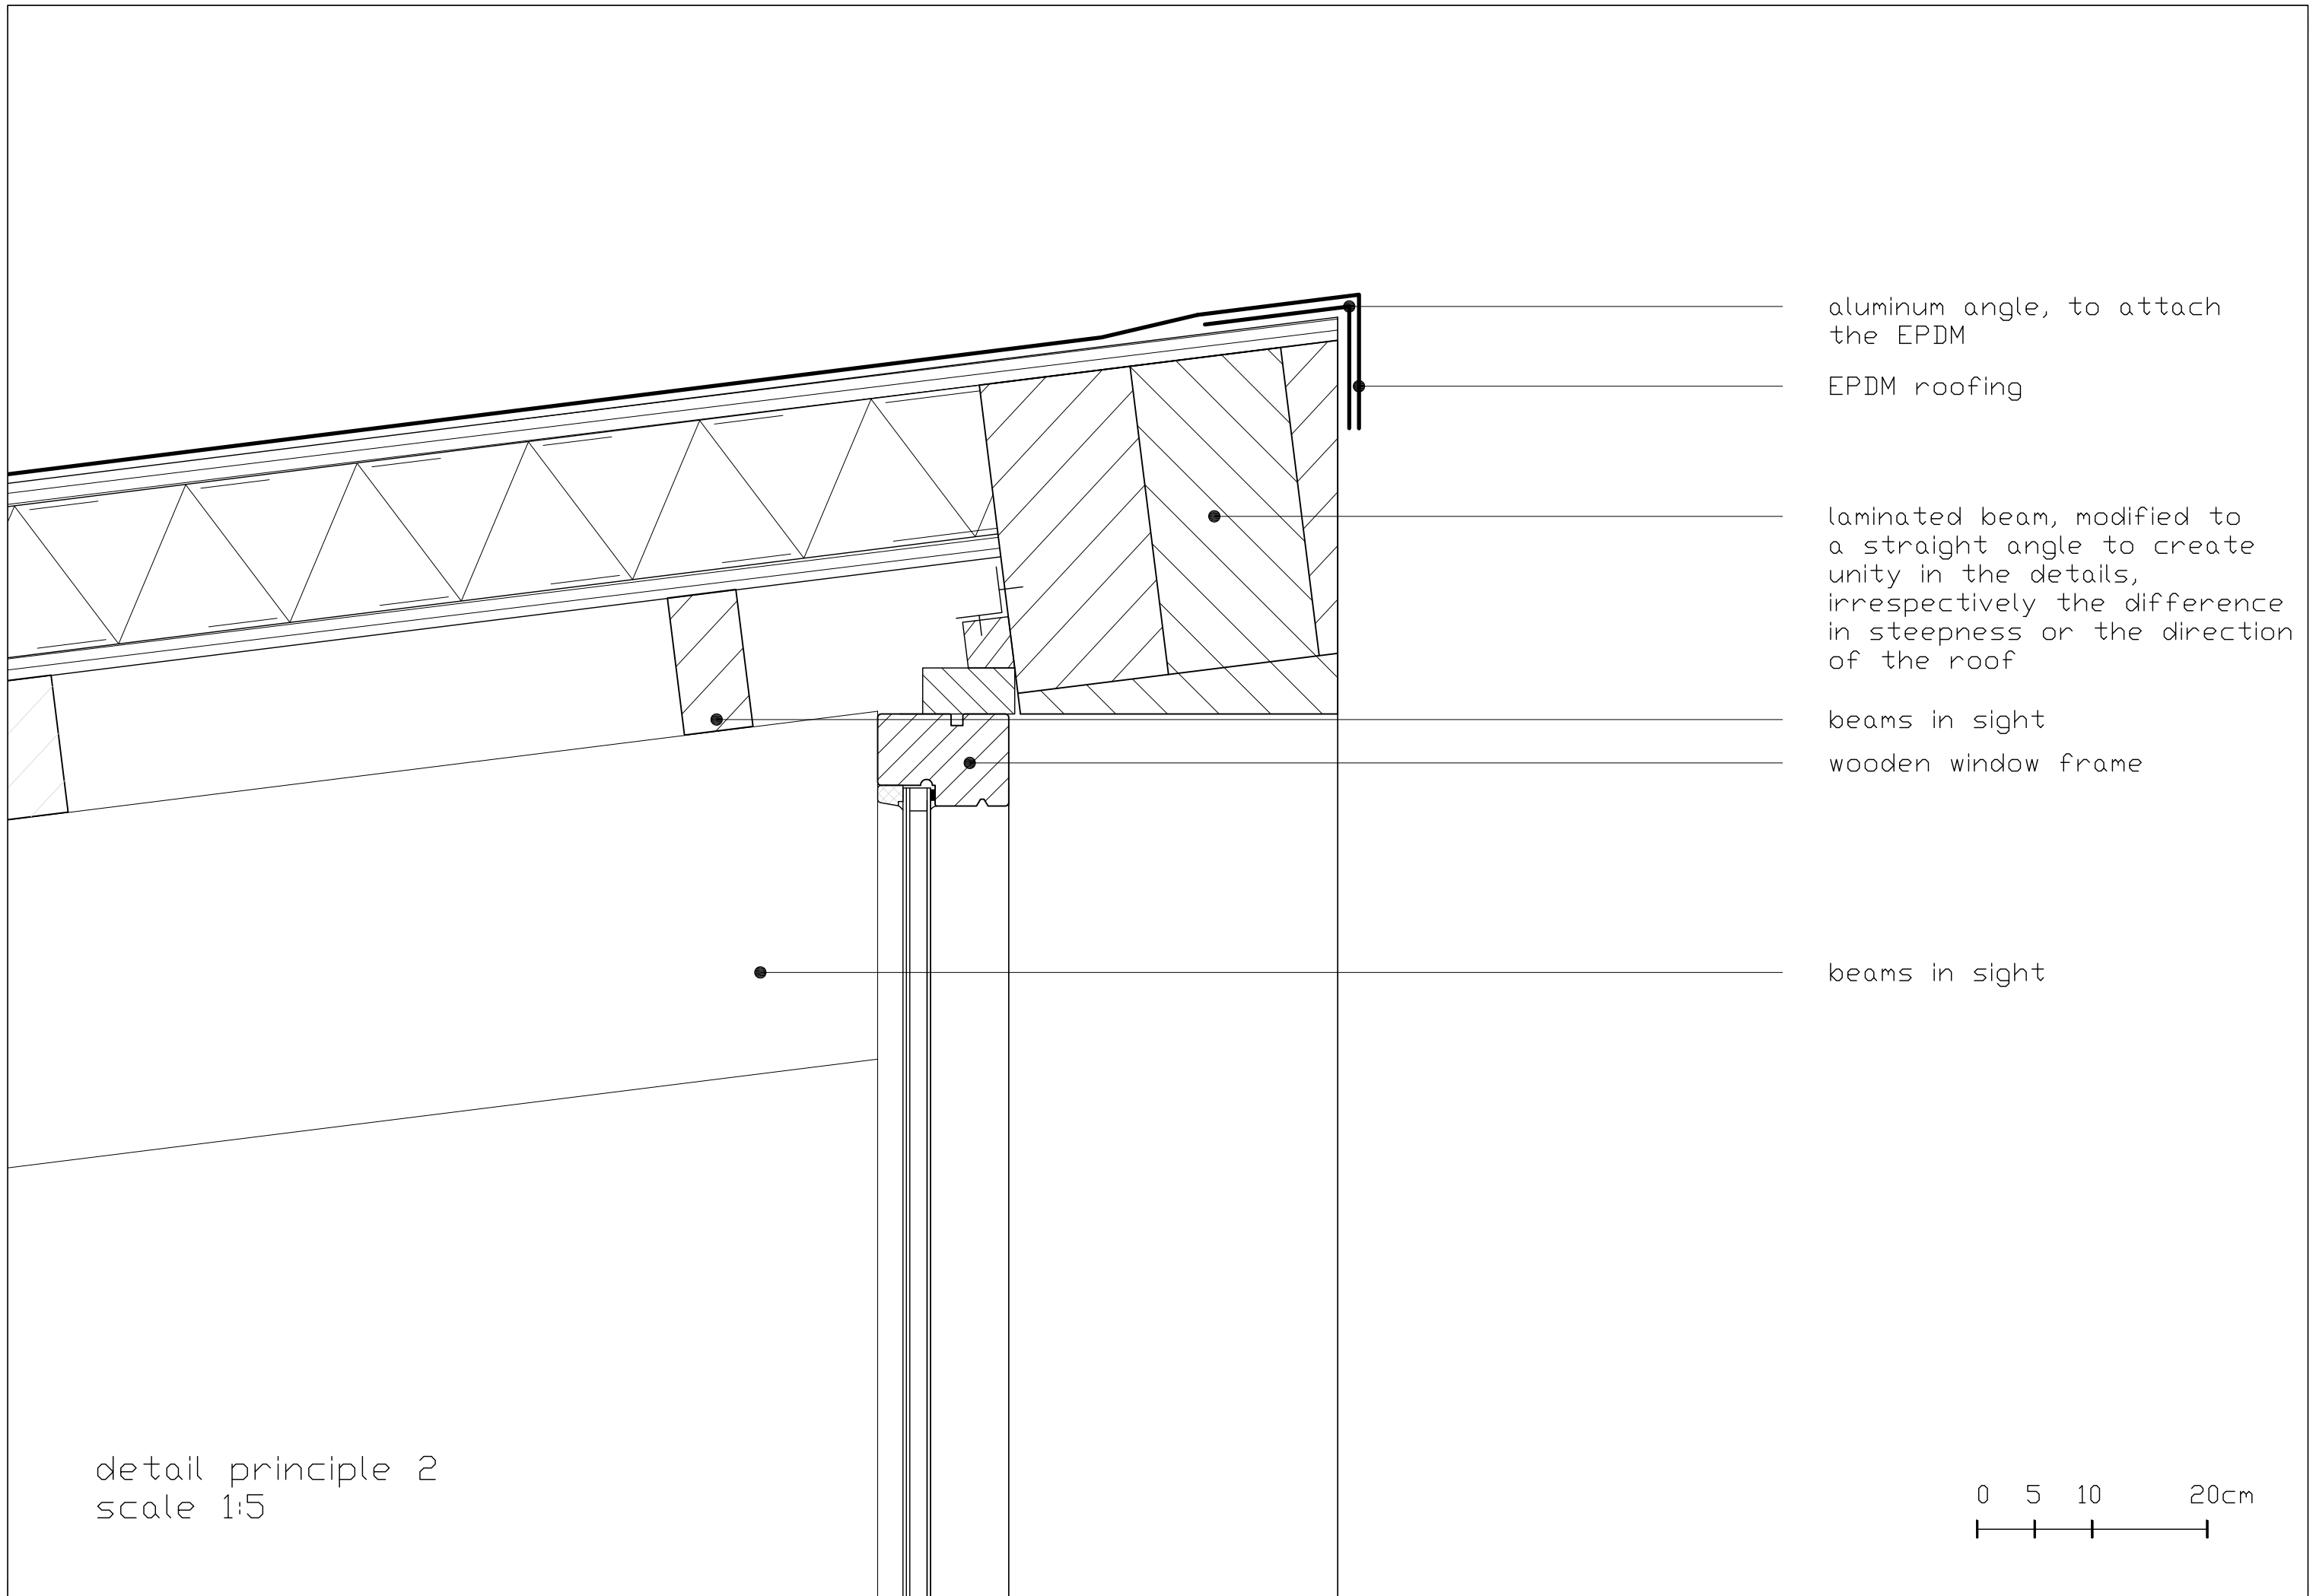 aluminum angle, to attach
the EPDM
EPDM roofing
laminated beam, modified to
a straight angle to create
unity in the details,
irrespectively the difference
in steepness or the direction
of the roof
beams in sight
wooden window frame
beams in sight
detail principle 2
scale 1:5
0 5 10 20cm